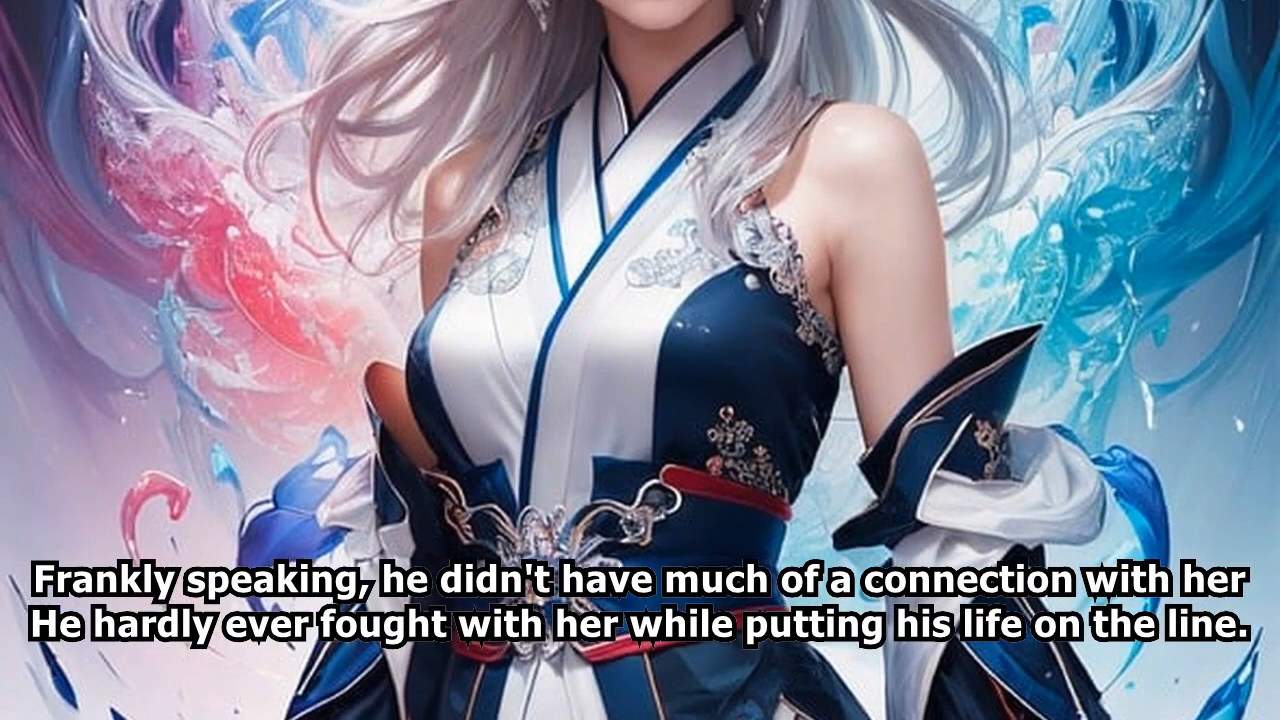 Frankly speaking, he didn't have much of a connection with her
He hardly ever fought with her while putting his life on the line.